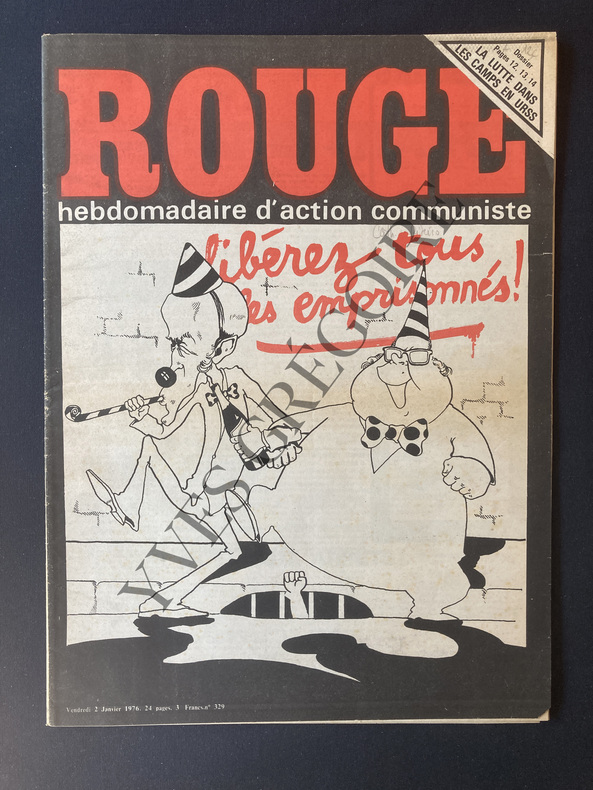 Dossier
Pages 12, 13, 14
LA LUTTE DANS
LES CAMPS EN URSS
ROUGE
hebdomadaire d'action communiste
libérez tous
les emprisonnés!
YVES GRÉGOIRE
Vendredi 2 Janvier 1976. 24 pages. 3 Francs.n° 329